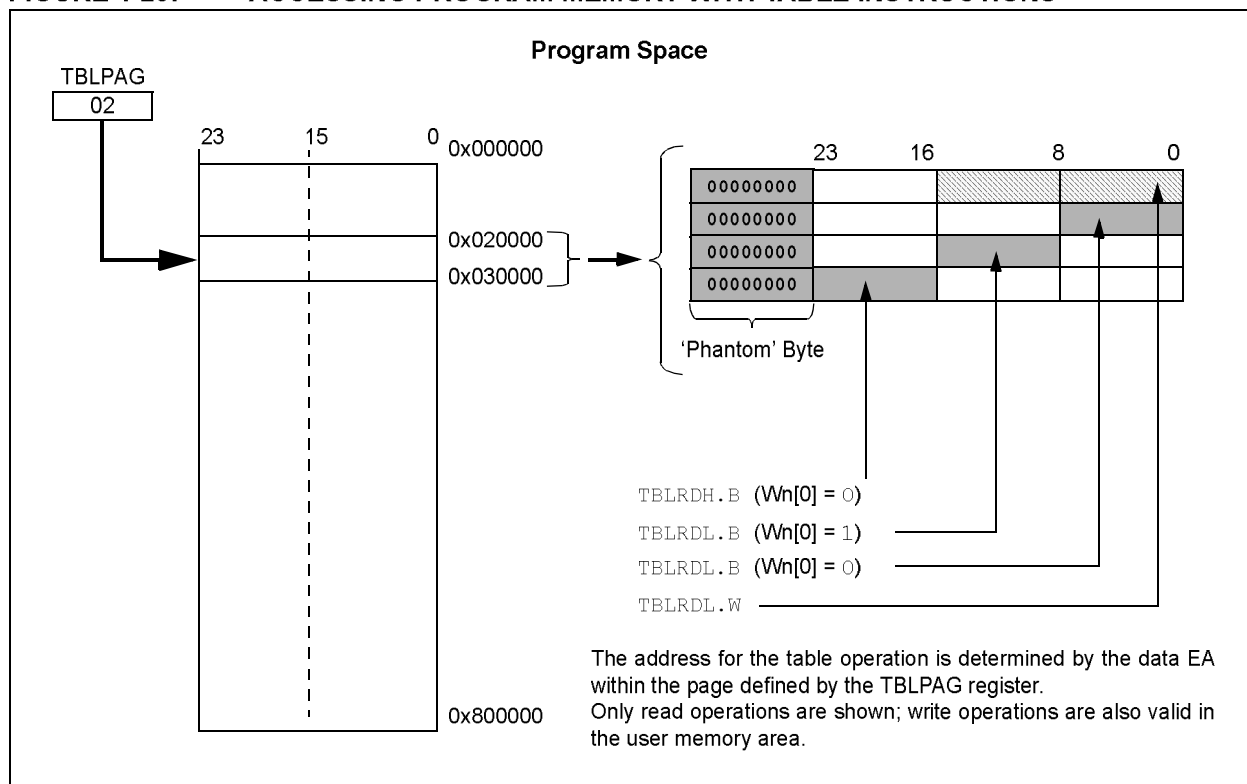 Program Space
TBLPAG
02
23 15 0
0x000000
0x020000
0x030000
0x800000
23 16 8 0
00000000
00000000
00000000
00000000
‘Phantom’ Byte
TBLRDH.B (Wn[0] = 0)
TBLRDL.B (Wn[0] = 1)
TBLRDL.B (Wn[0] = 0)
TBLRDL.W
The address for the table operation is determined by the data EA
within the page defined by the TBLPAG register.
Only read operations are shown; write operations are also valid in
the user memory area.